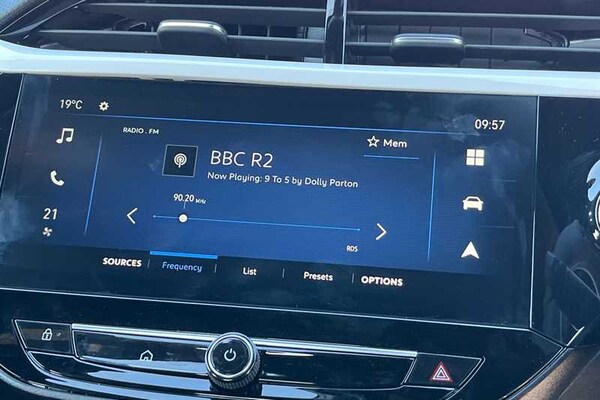 19°C
09:57
RADIO . FM
Mem
BBC R2
Now Playing: 9 To 5 by Dolly Parton
90.20 MHz
21
RDS
SOURCES
Frequency
List
Presets
OPTIONS